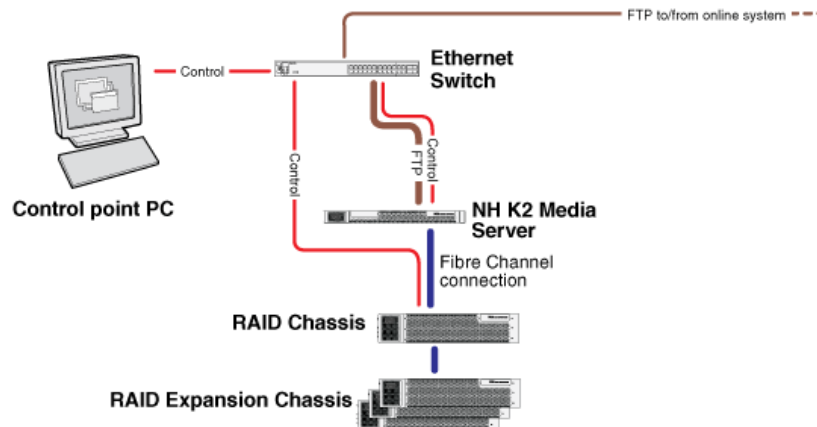 FTP to/from online system
Ethernet
Switch
Control
Control
FTP
Control
Control point PC
NH K2 Media
Server
Fibre Channel
connection
RAID Chassis
RAID Expansion Chassis